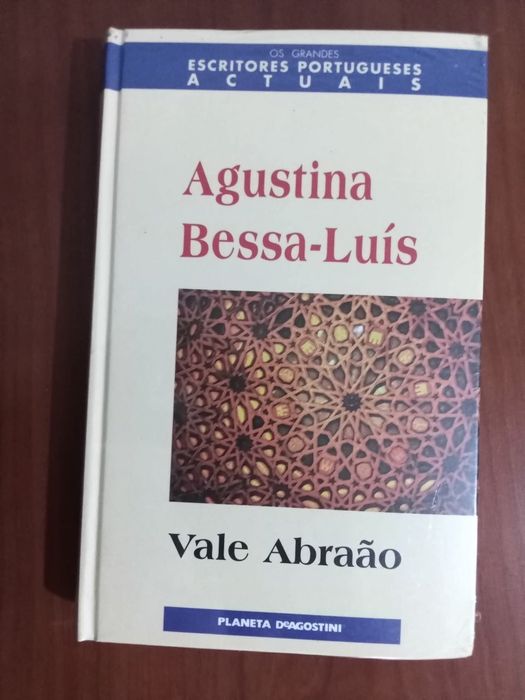 OS GRANDES
ESCRITORES PORTUGUESES
ACTUAIS
Agustina
Bessa-Luís
Vale Abraão
PLANETA DeAGOSTINI